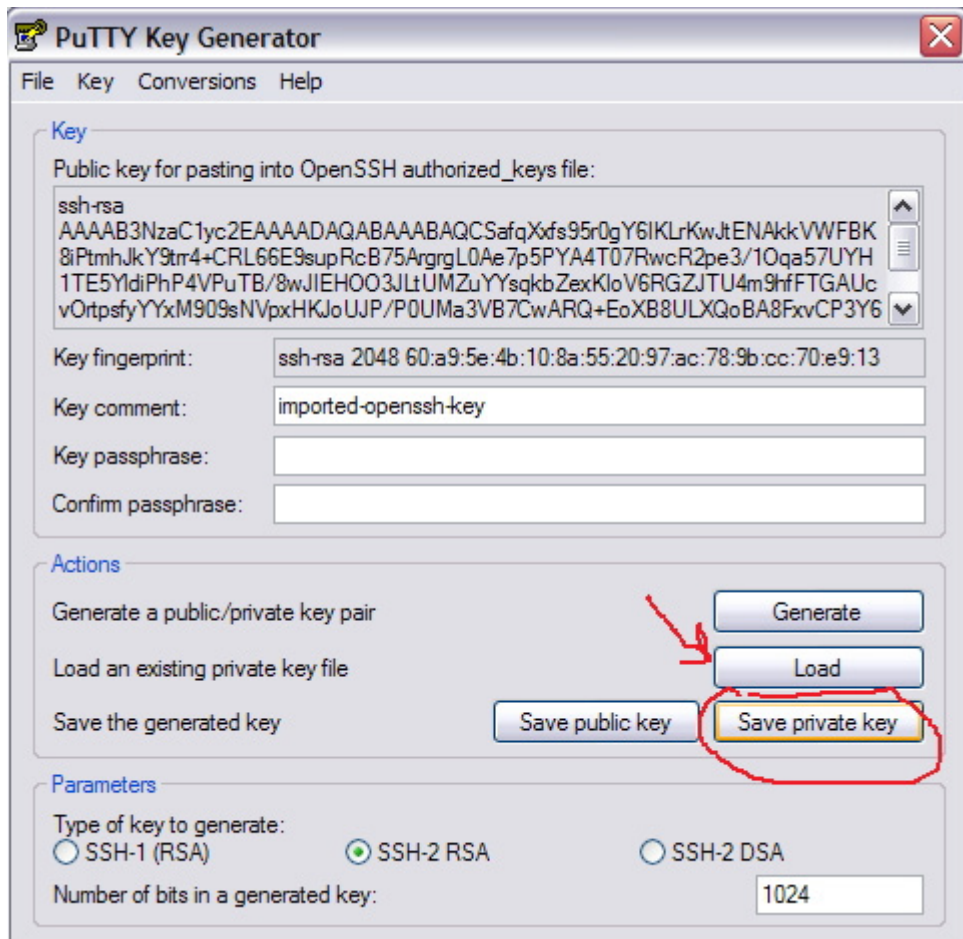 PuTTY Key Generator
File Key Conversions Help
Key
Public key for pasting into OpenSSH authorized_keys file:
ssh-rsa
AAAAB3NzaC1yc2EAAAADAQABAAABAQCSafqXxfs95r0gY6IKLrKwJtENAkkVWFBK
8iPtmhJkY9trr4+CRL66E9supRcB75ArgrgL0Ae7p5PYA4T07RwcR2pe3/1Oqa57UYH
1TE5YldiPhP4VPuTB/8wJIEHOO3JLtUMZuYYsqkbZexKloV6RGZJTU4m9hfFTGAUc
vOrtpsfyYYxM909sNVpxHKJoUJP/P0UMa3VB7CwARQ+EoXB8ULXQoBA8FxvCP3Y6
Key fingerprint: ssh-rsa 2048 60:a9:5e:4b:10:8a:55:20:97:ac:78:9b:cc:70:e9:13
Key comment: imported-openssh-key
Key passphrase:
Confirm passphrase:
Actions
Generate a public/private key pair Generate
Load an existing private key file Load
Save the generated key Save public key Save private key
Parameters
Type of key to generate:
SSH-1 (RSA) SSH-2 RSA SSH-2 DSA
Number of bits in a generated key: 1024